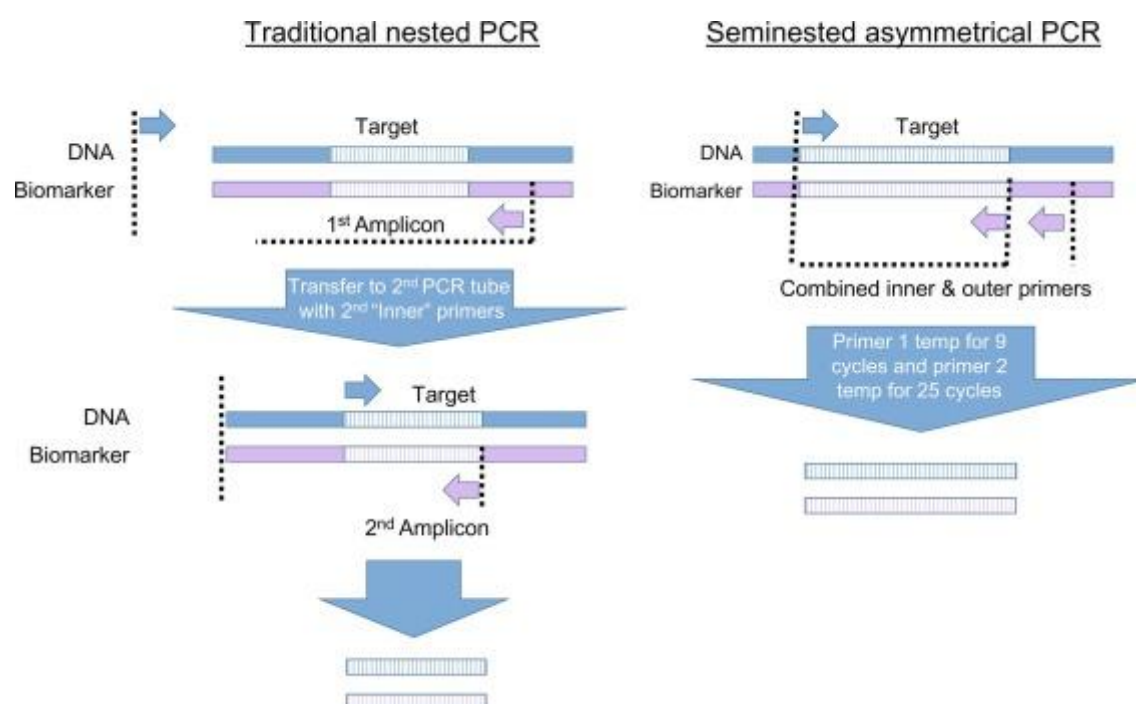 Traditional nested PCR
Target
DNA
Biomarker
1st Amplicon
Transfer to 2nd PCR tube
with 2nd "Inner" primers
Target
DNA
Biomarker
2nd Amplicon
Seminested asymmetrical PCR
Target
DNA
Biomarker
Combined inner & outer primers
Primer 1 temp for 9
cycles and primer 2
temp for 25 cycles